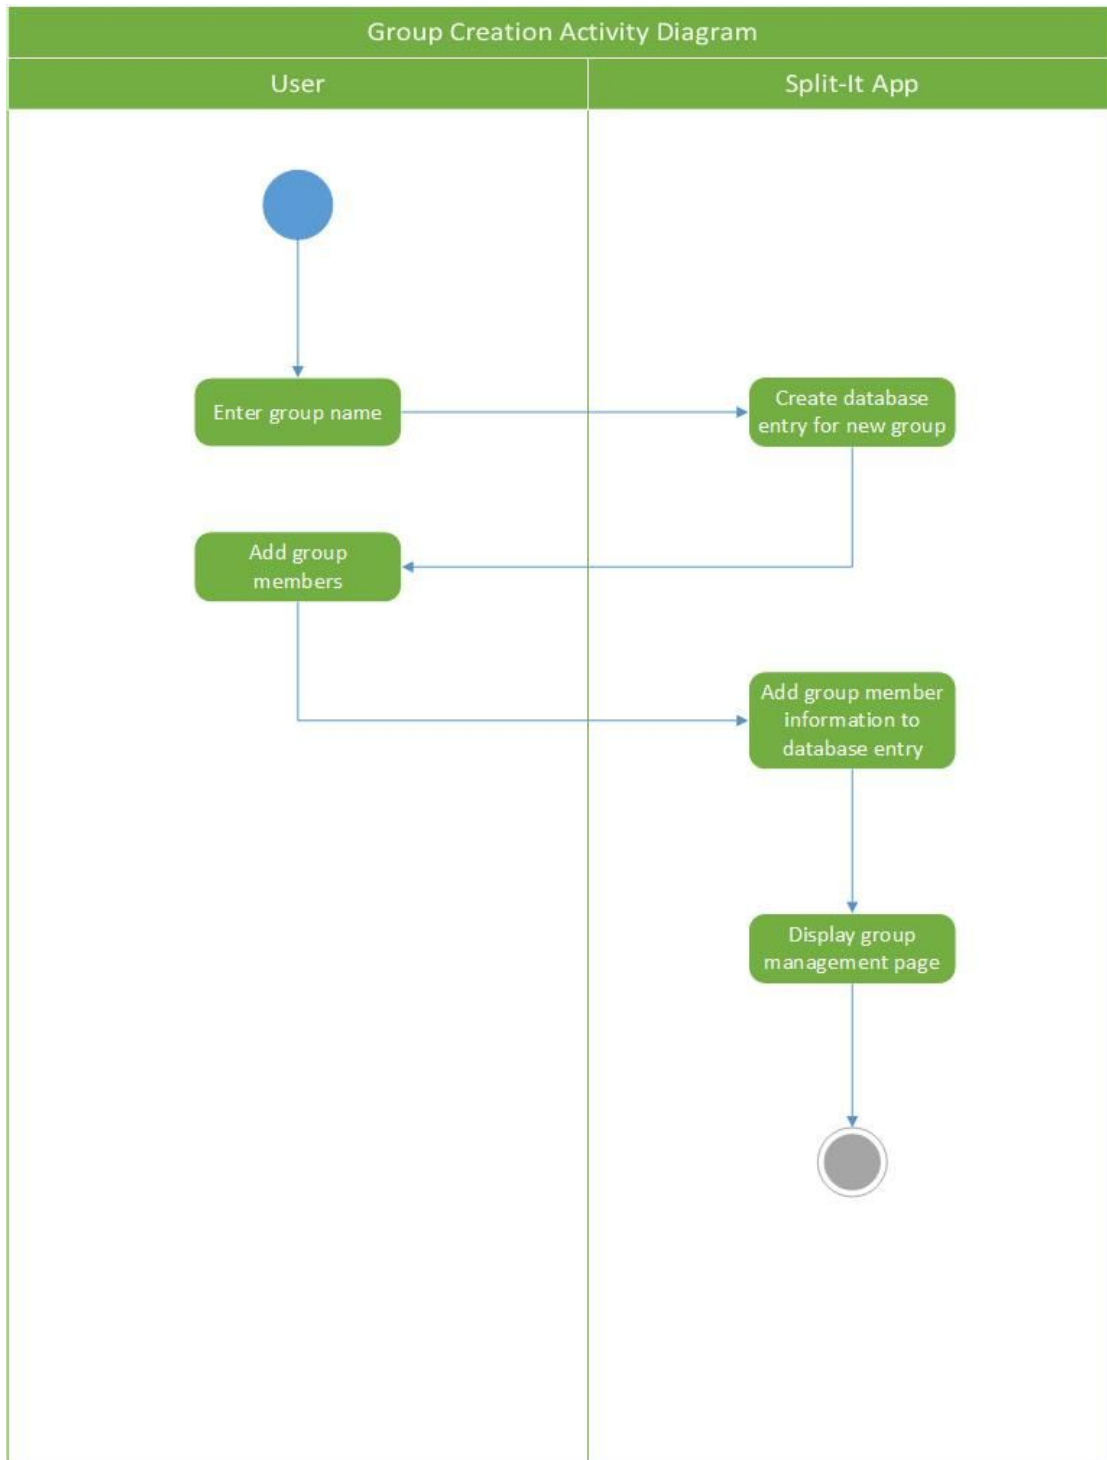 Group Creation Activity Diagram
User
Split-It App
Enter group name
Create database
entry for new group
Add group
members
Add group member
information to
database entry
Display group
management page